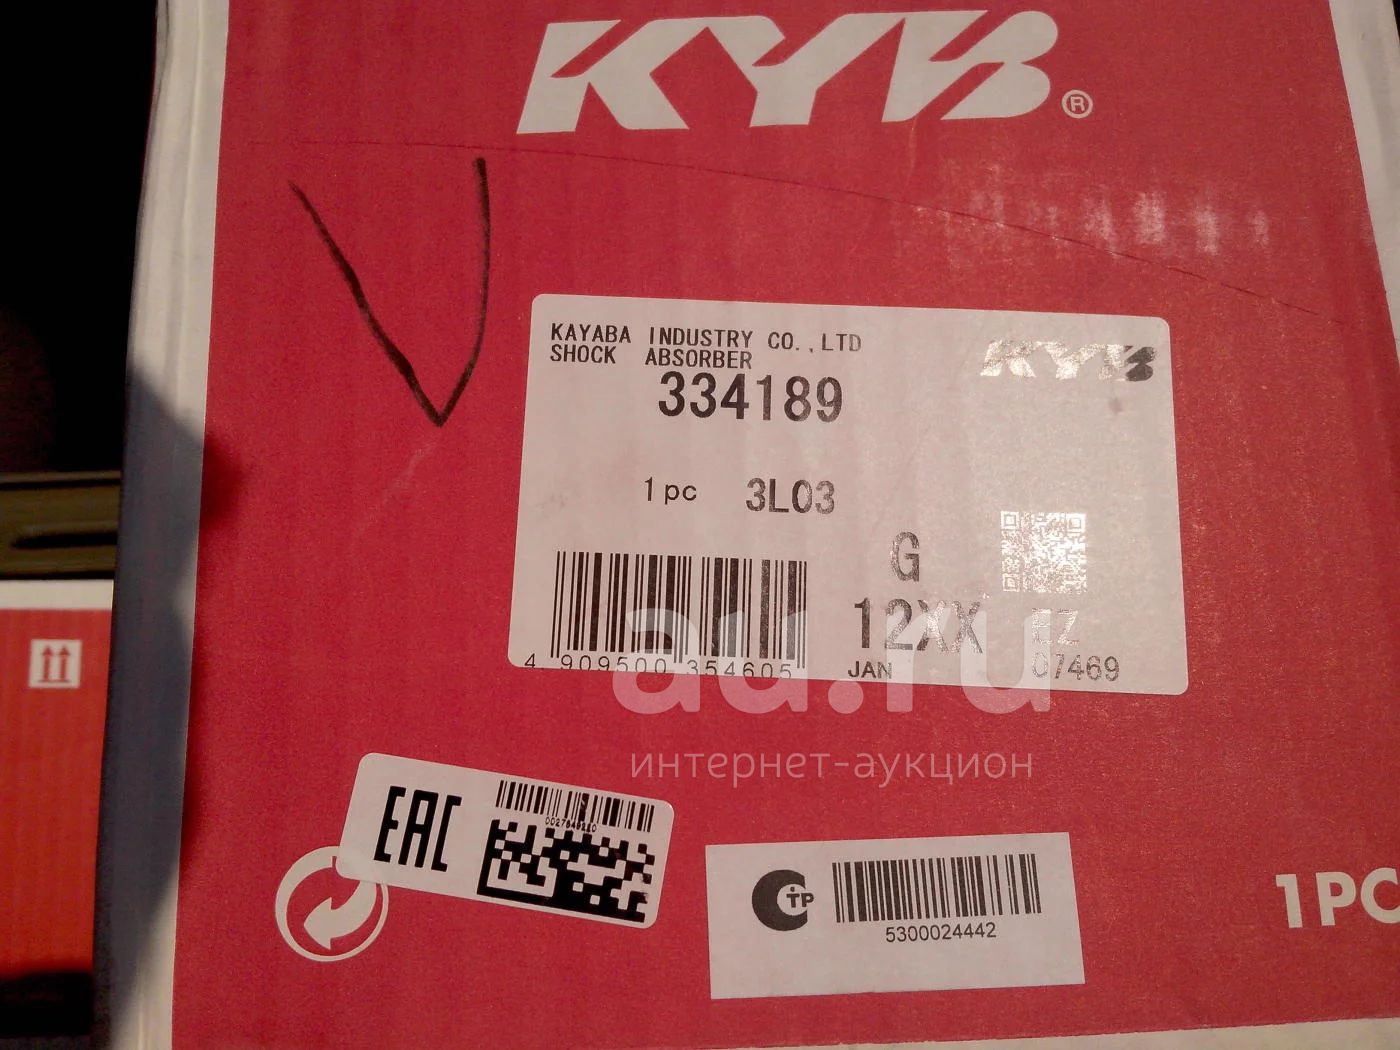 KYB®
KAYABA INDUSTRY CO.,LTD
SHOCK ABSORBER
334189
KYB
1pc 3L03
G
12XX EZ
4 909500 354605 JAN 07469
au.ru
интернет-аукцион
EAC
СТР
5300024442
1PC